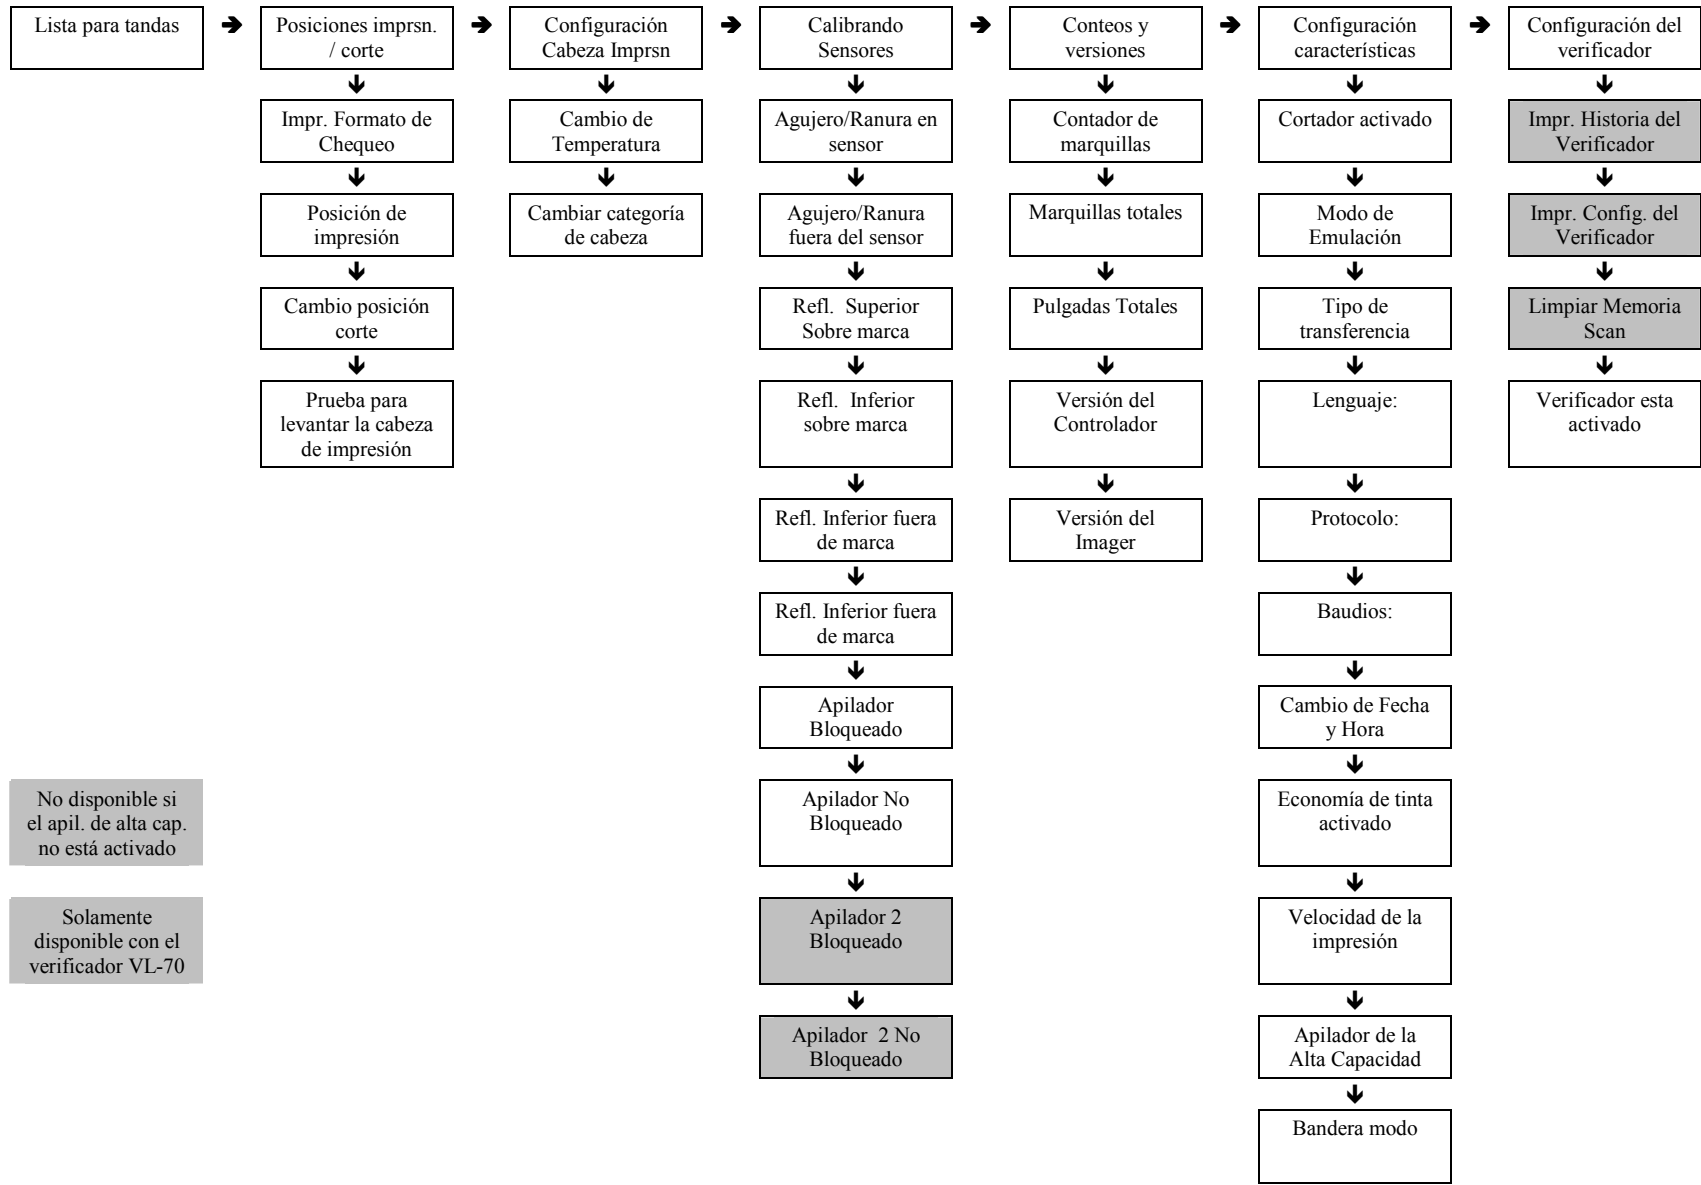 Lista para tandas
Posiciones imprsn.
/ corte
Configuración
Cabeza Imprsn
Calibrando
Sensores
Conteos y
versiones
Configuración
características
Configuración del
verificador
Impr. Formato de
Chequeo
Posición de
impresión
Cambio posición
corte
Prueba para
levantar la cabeza
de impresión
Cambio de
Temperatura
Cambiar categoría
de cabeza
Agujero/Ranura en
sensor
Agujero/Ranura
fuera del sensor
Refl. Superior
Sobre marca
Refl. Inferior
sobre marca
Refl. Inferior fuera
de marca
Refl. Inferior fuera
de marca
Apilador
Bloqueado
Apilador No
Bloqueado
Apilador 2
Bloqueado
Apilador 2 No
Bloqueado
Contador de
marquillas
Marquillas totales
Pulgadas Totales
Versión del
Controlador
Versión del
Imager
Cortador activado
Modo de
Emulación
Tipo de
transferencia
Lenguaje:
Protocolo:
Baudios:
Cambio de Fecha
y Hora
Economía de tinta
activado
Velocidad de la
impresión
Apilador de la
Alta Capacidad
Bandera modo
Impr. Historia del
Verificador
Impr. Config. del
Verificador
Limpiar Memoria
Scan
Verificador esta
activado
No disponible si
el apil. de alta cap.
no está activado
Solamente
disponible con el
verificador VL-70